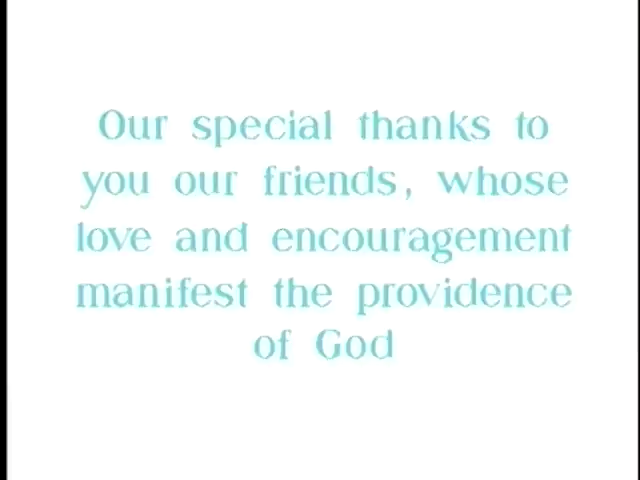 Our special thanks to
you our friends, whose
love and encouragement
manifest the providence
of God